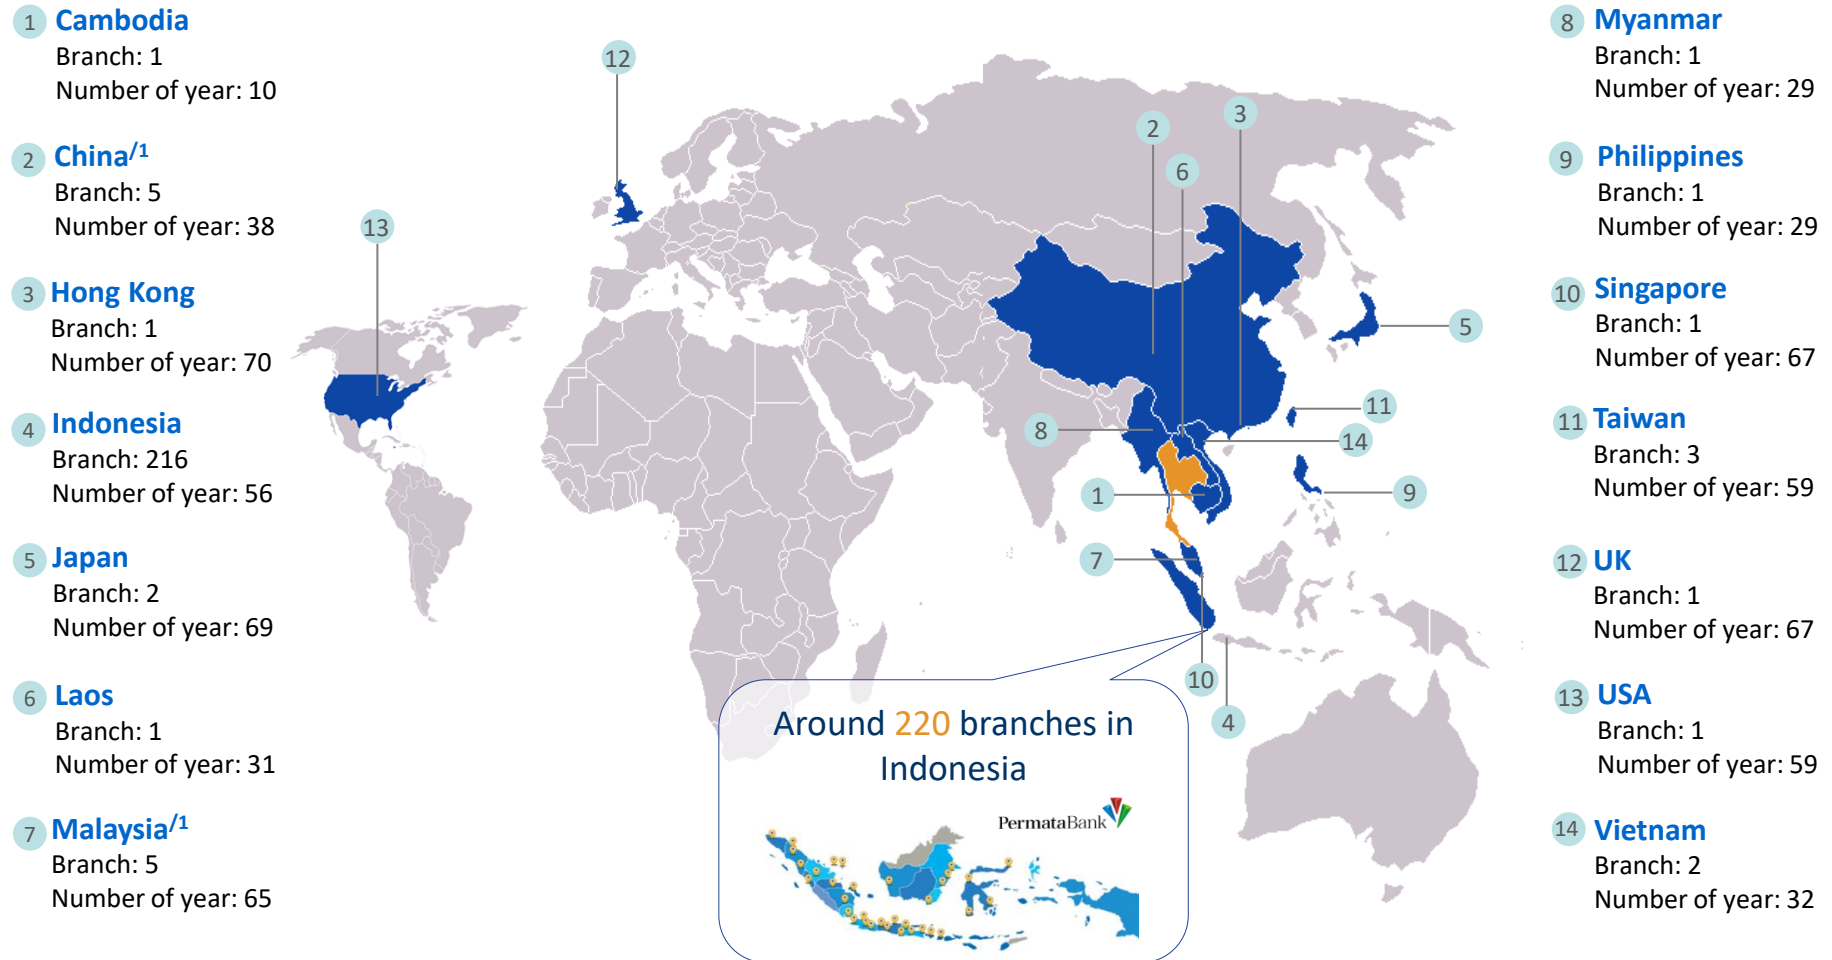 1 Cambodia
Branch: 1
Number of year: 10
2 China/1
Branch: 5
Number of year: 38
3 Hong Kong
Branch: 1
Number of year: 70
4 Indonesia
Branch: 216
Number of year: 56
5 Japan
Branch: 2
Number of year: 69
6 Laos
Branch: 1
Number of year: 31
7 Malaysia/1
Branch: 5
Number of year: 65
12
13
2
3
6
5
11
8
14
1
9
7
10
4
Around 220 branches in
Indonesia
PermataBank
8 Myanmar
Branch: 1
Number of year: 29
9 Philippines
Branch: 1
Number of year: 29
10 Singapore
Branch: 1
Number of year: 67
11 Taiwan
Branch: 3
Number of year: 59
12 UK
Branch: 1
Number of year: 67
13 USA
Branch: 1
Number of year: 59
14 Vietnam
Branch: 2
Number of year: 32